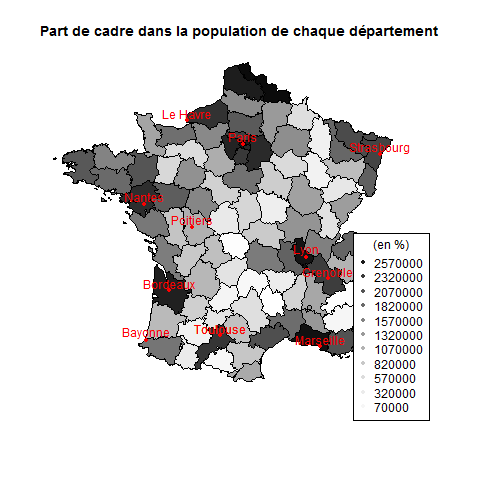 Part de cadre dans la population de chaque département
Le Havre
Paris
Strasbourg
Nantes
Poitiers
Lyon
(en %)
Grenoble
2570000
2320000
Bordeaux
2070000
1820000
1570000
Bayonne
Toulouse
1320000
Marseille
1070000
820000
570000
320000
70000